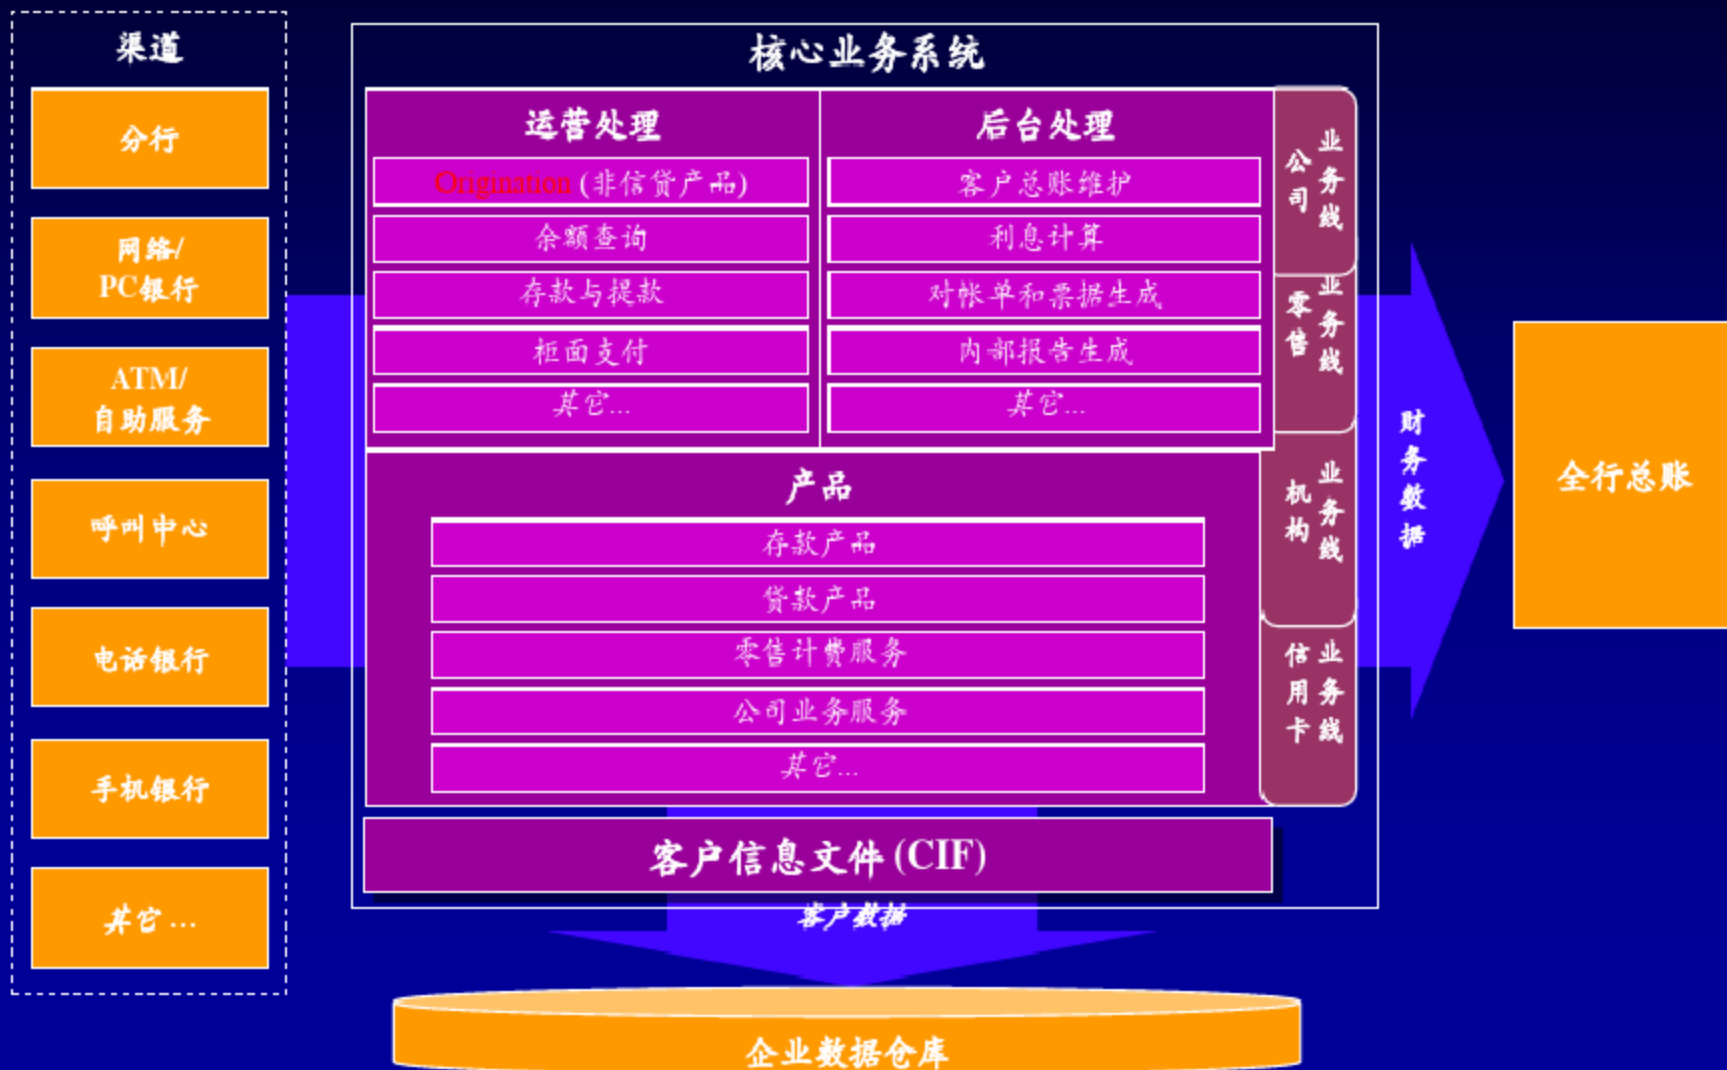 渠道
分行
网络/
PC银行
ATM/
自助服务
呼叫中心
电话银行
手机银行
其它 ...
核心业务系统
运营处理
Origination (非信贷产品)
余额查询
存款与提款
柜面支付
其它...
后台处理
客户总账维护
利息计算
对帐单和票据生成
内部报告生成
其它...
公司
业务线
零售
业务线
机构
业务线
信用卡
业务线
产品
存款产品
贷款产品
零售计费服务
公司业务服务
其它...
客户信息文件 (CIF)
客户数据
企业数据仓库
财务数据
全行总账